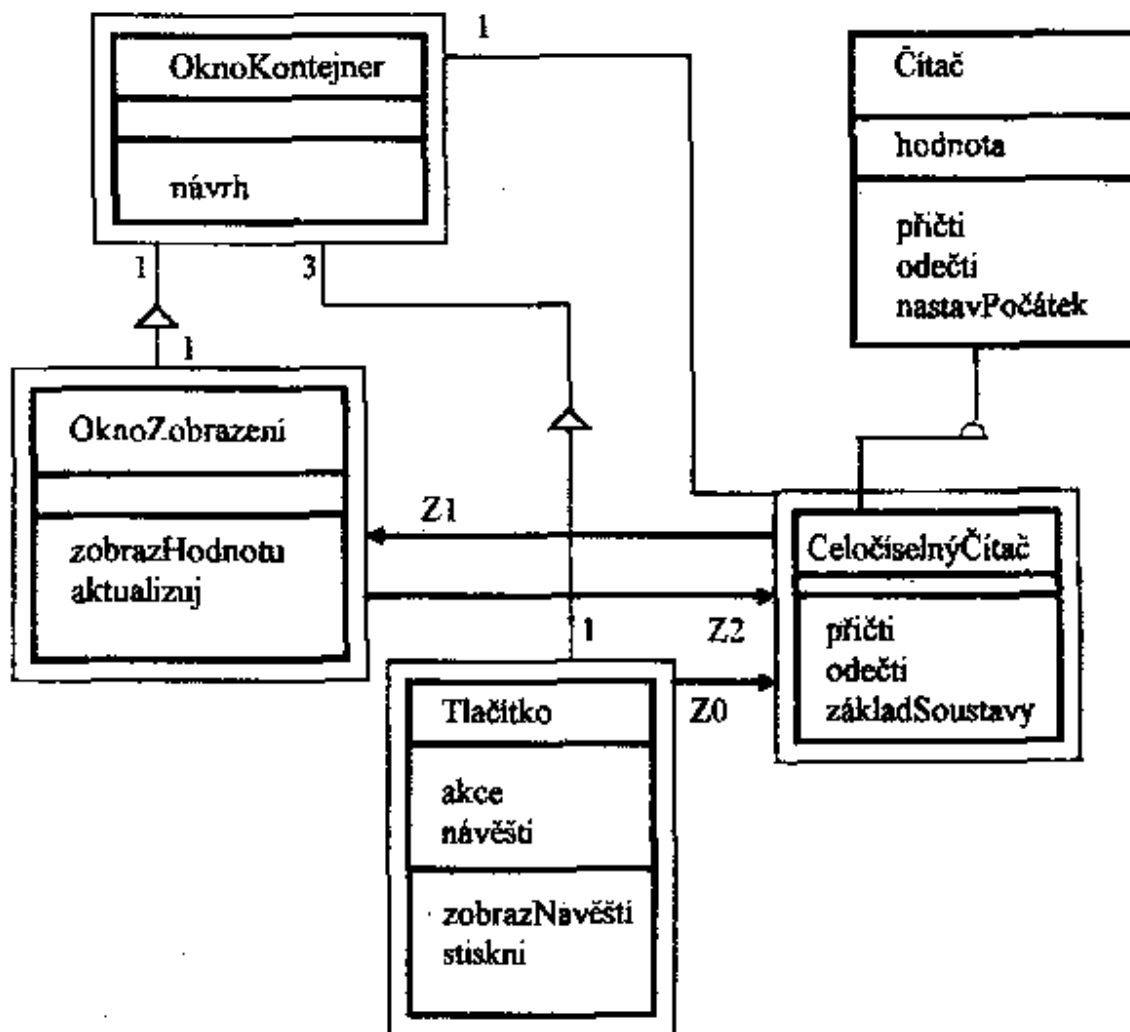 1
OknoKontejner
návrh
1
3
Čítač
hodnota
přičti
odečti
nastavPočátek
1
OknoZobrazení
zobrazHodnotu
aktualizuj
Z1
Z2
CeločíselnýČítač
přičti
odečti
základSoustavy
1
Tlačítko
akce
návěští
zobrazNávěští
stiskni
Z0